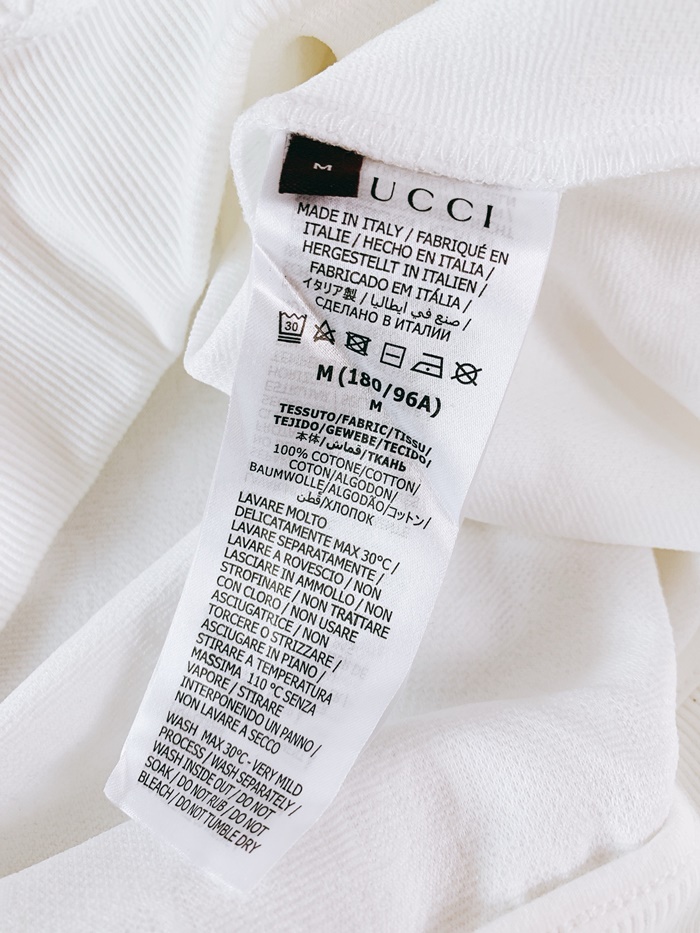 M
UCCI
MADE IN ITALY / FABRIQUÉ EN
ITALIE / HECHO EN ITALIA /
HERGESTELLT IN ITALIEN /
FABRICADO EM ITÁLIA /
イタリア製 / صنع في ايطاليا /
СДЕЛАНО В ИТАЛИИ
30
M (180/96A)
M
TESSUTO/FABRIC/TISSU/
TEJIDO/GEWEBE/TECIDO/
本体/قماش/ТКАНЬ
100% COTONE/COTTON/
COTON/ALGODON/
BAUMWOLLE/ALGODÃO/コットン/
قطن/ХЛОПОК
LAVARE MOLTO
DELICATAMENTE MAX 30°C /
LAVARE SEPARATAMENTE /
LAVARE A ROVESCIO / NON
LASCIARE IN AMMOLLO / NON
STROFINARE / NON TRATTARE
CON CLORO / NON USARE
ASCIUGATRICE / NON
TORCERE O STRIZZARE /
ASCIUGARE IN PIANO /
STIRARE A TEMPERATURA
MASSIMA 110 °C SENZA
VAPORE / STIRARE
INTERPONENDO UN PANNO /
NON LAVARE A SECCO
WASH MAX 30°C- VERY MILD
PROCESS / WASH SEPARATELY /
WASH INSIDE OUT / DO NOT
SOAK / DO NOT RUB / DO NOT
BLEACH / DO NOT TUMBLE DRY